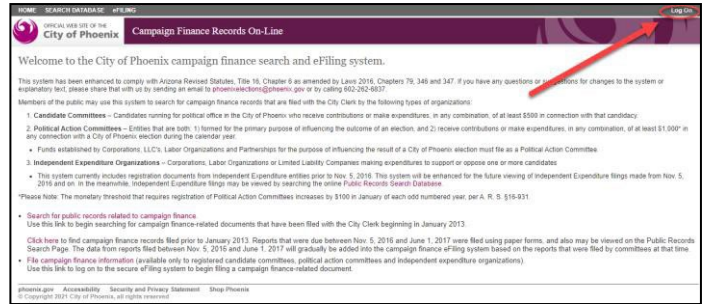 HOME SEARCH DATABASE eFILING Log On
OFFICIAL WEB SITE OF THE
City of Phoenix
Campaign Finance Records On-Line
Welcome to the City of Phoenix campaign finance search and eFiling system.
This system has been enhanced to comply with Arizona Revised Statutes, Title 16, Chapter 6 as amended by Laws 2016, Chapters 79, 346 and 347. If you have any questions or suggestions for changes to the system or
explanatory text, please share that with us by sending an email to phoenixelections@phoenix.gov or by calling 602-262-6837.
Members of the public may use this system to search for campaign finance records that are filed with the City Clerk by the following types of organizations:
1. Candidate Committees – Candidates running for political office in the City of Phoenix who receive contributions or make expenditures, in any combination, of at least $500 in connection with that candidacy.
2. Political Action Committees – Entities that are both: 1) formed for the primary purpose of influencing the outcome of an election, and 2) receive contributions or make expenditures, in any combination, of at least $1,000* in
any connection with a City of Phoenix election during the calendar year.
• Funds established by Corporations, LLC's, Labor Organizations and Partnerships for the purpose of influencing the result of a City of Phoenix election must file as a Political Action Committee.
3. Independent Expenditure Organizations – Corporations, Labor Organizations or Limited Liability Companies making expenditures to support or oppose one or more candidates
• This system currently includes registration documents from Independent Expenditure entities prior to Nov. 5, 2016. This system will be enhanced for the future viewing of Independent Expenditure filings made from Nov. 5,
2016 and on. In the meanwhile, Independent Expenditure filings may be viewed by searching the online Public Records Search Database.
*Please Note: The monetary threshold that requires registration of Political Action Committees increases by $100 in January of each odd numbered year, per A. R. S. §16-931
• Search for public records related to campaign finance
Use this link to begin searching for campaign finance-related documents that have been filed with the City Clerk beginning in January 2013.
Click here to find campaign finance records filed prior to January 2013. Reports that were due between Nov. 5, 2016 and June 1, 2017 were filed using paper forms, and also may be viewed on the Public Records
Search Page. The data from reports filed between Nov. 5, 2016 and June 1, 2017 will gradually be added into the campaign finance eFiling system based on the reports that were filed by committees at that time.
• File campaign finance information (available only to registered candidate committees, political action committees and independent expenditure organizations).
Use this link to log on to the secure eFiling system to begin filing a campaign finance-related document.
phoenix.gov Accessibility Security and Privacy Statement Shop Phoenix
© Copyright 2021 City of Phoenix, all rights reserved